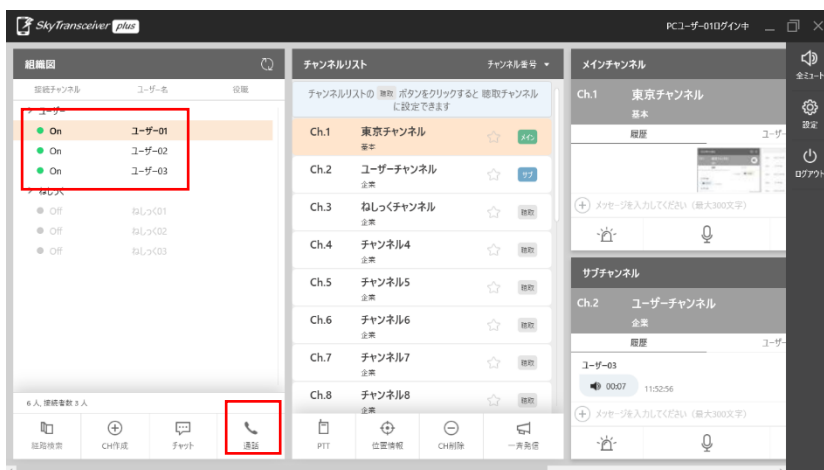 SkyTransceiver plus
PCユーザー01ログイン中
組織図
接続チャンネル ユーザー名 役職
ユーザー
On ユーザー01
On ユーザー02
On ユーザー03
ねしっく
Off ねしっく01
Off ねしっく02
Off ねしっく03
6 人, 接続者数 3 人
組織検索 CH作成 チャット 通話
チャンネルリスト チャンネル番号
チャンネルリストの 聴取 ボタンをクリックすると 聴取チャンネル
に設定できます
Ch.1 東京チャンネル メイン
基本
Ch.2 ユーザーチャンネル サブ
企業
Ch.3 ねしっくチャンネル 聴取
企業
Ch.4 チャンネル4 聴取
企業
Ch.5 チャンネル5 聴取
企業
Ch.6 チャンネル6 聴取
企業
Ch.7 チャンネル7 聴取
企業
Ch.8 チャンネル8 聴取
企業
PTT 位置情報 CH削除 一斉発信
メインチャンネル
Ch.1 東京チャンネル
基本
履歴 ユーザー
メッセージを入力してください（最大300文字）
サブチャンネル
Ch.2 ユーザーチャンネル
企業
履歴 ユーザー
ユーザー03
00:07 11:52:56
メッセージを入力してください（最大300文字）
全ミュート
設定
ログアウト